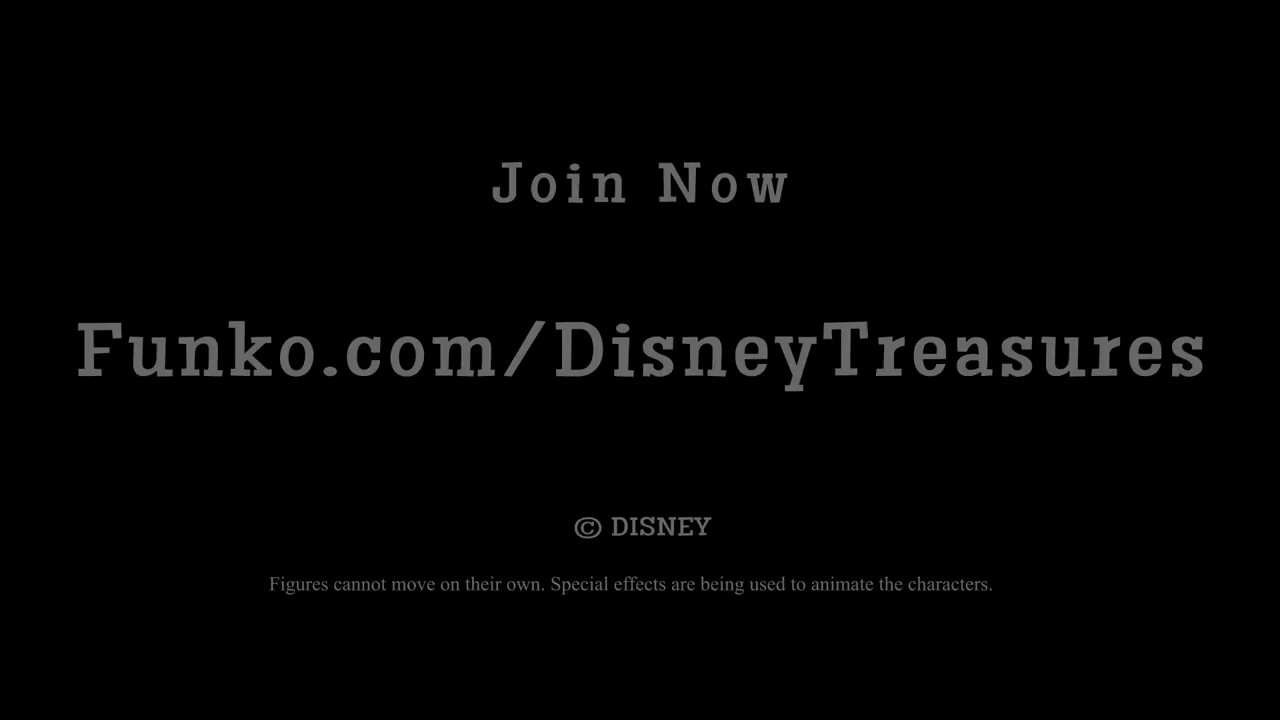 Join Now
Funko.com/DisneyTreasures
© DISNEY
Figures cannot move on their own. Special effects are being used to animate the characters.